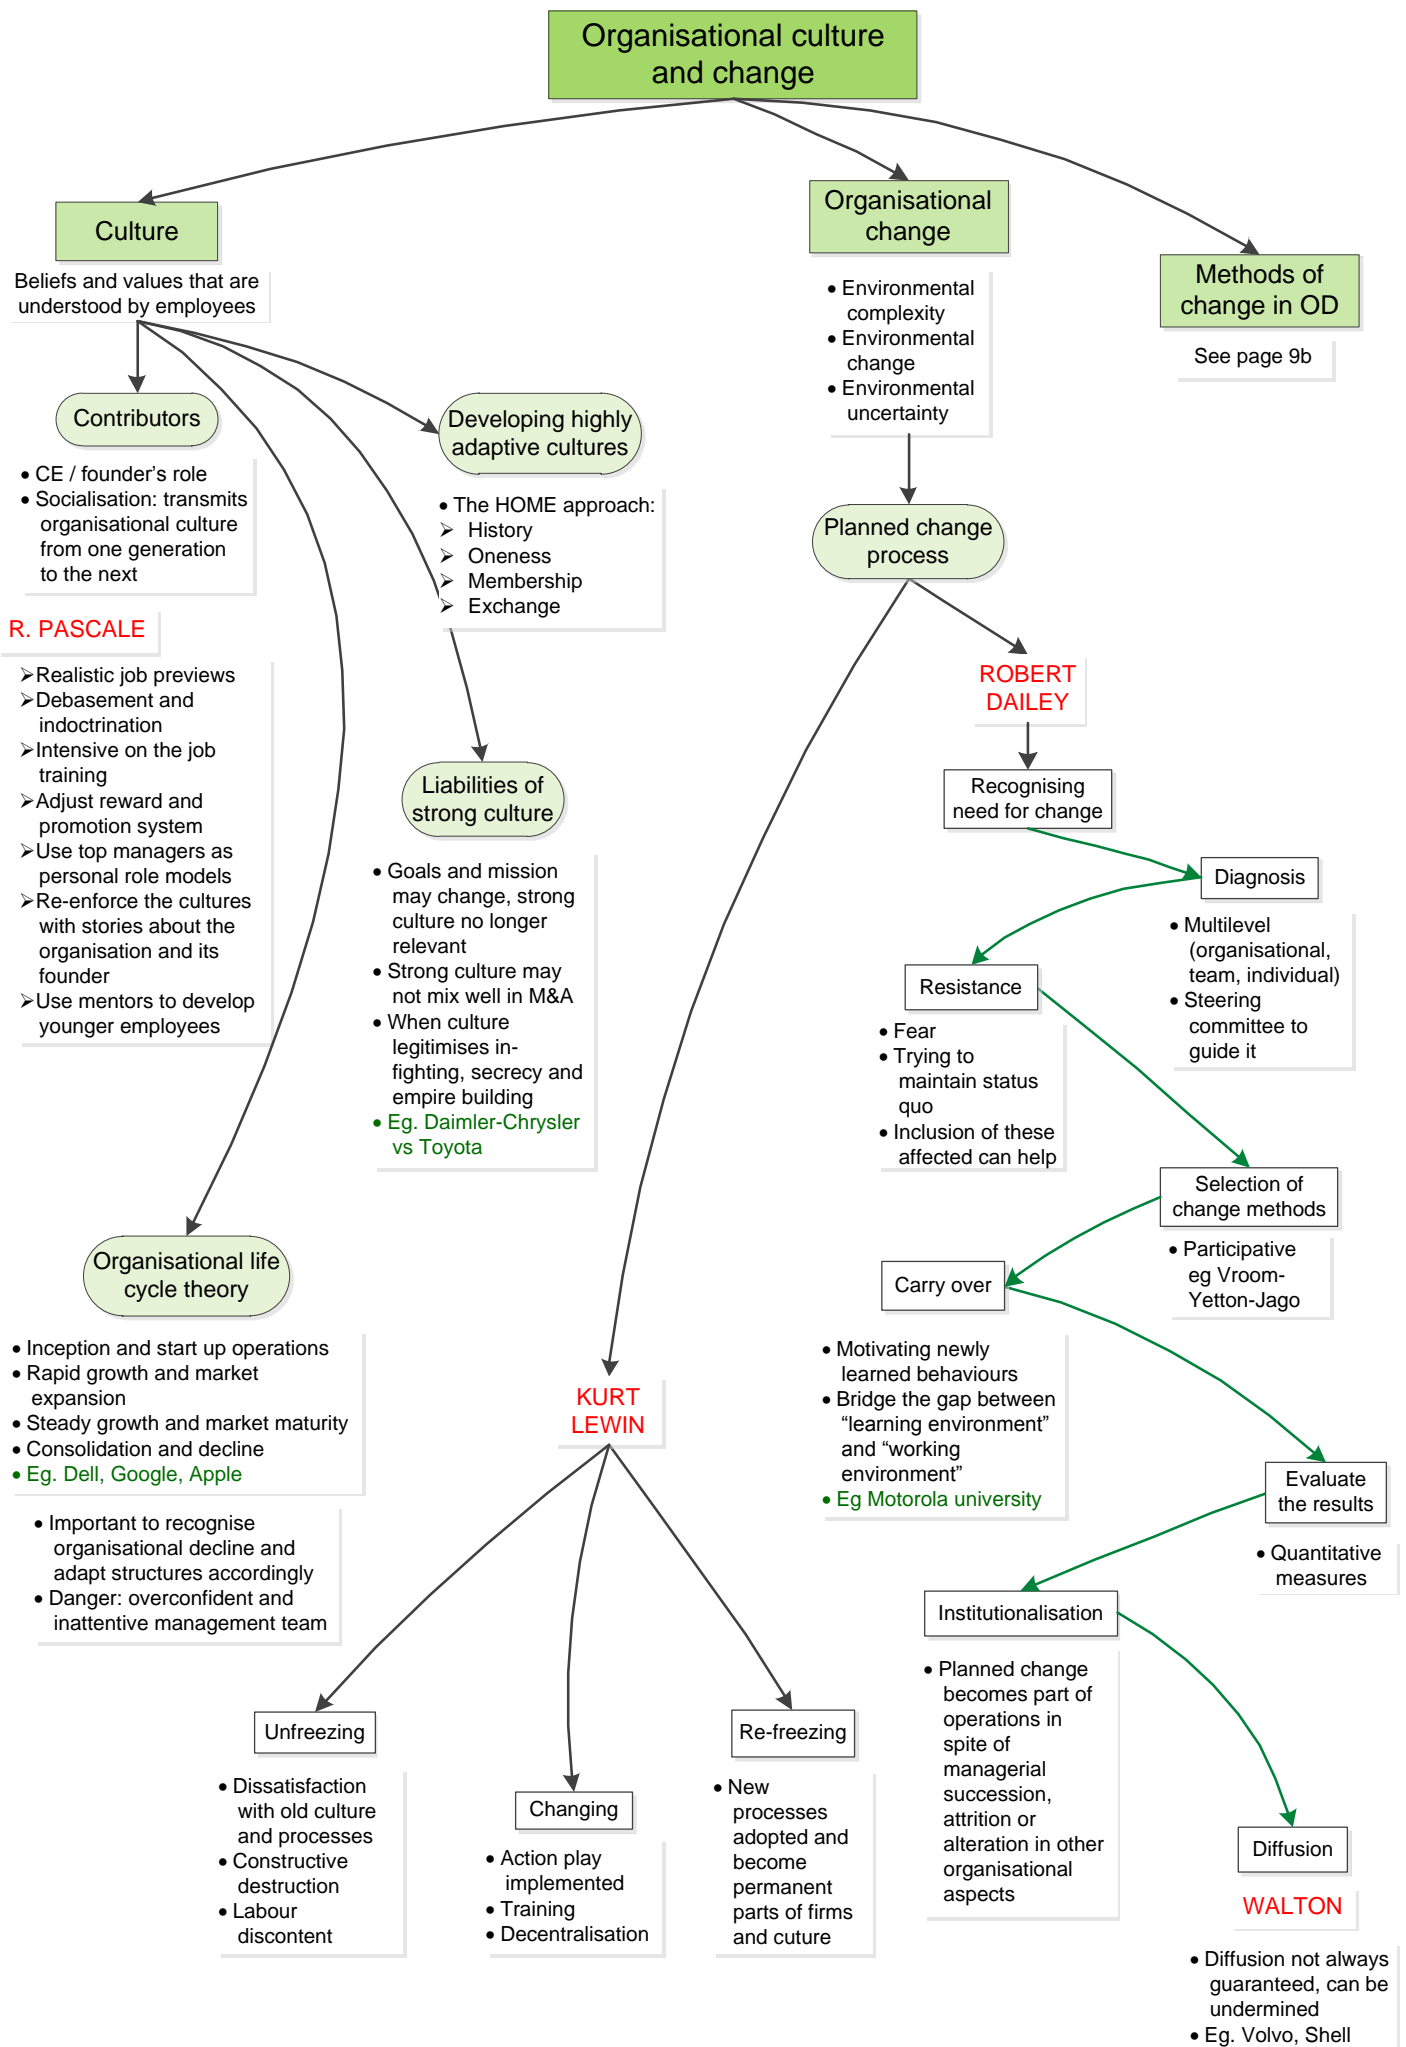 Organisational culture
and change
Culture
Beliefs and values that are
understood by employees
Contributors
• CE / founder’s role
• Socialisation: transmits
organisational culture
from one generation
to the next
R. PASCALE
➢Realistic job previews
➢Debasement and
indoctrination
➢Intensive on the job
training
➢Adjust reward and
promotion system
➢Use top managers as
personal role models
➢Re-enforce the cultures
with stories about the
organisation and its
founder
➢Use mentors to develop
younger employees
Developing highly
adaptive cultures
• The HOME approach:
➢ History
➢ Oneness
➢ Membership
➢ Exchange
Liabilities of
strong culture
• Goals and mission
may change, strong
culture no longer
relevant
• Strong culture may
not mix well in M&A
• When culture
legitimises in-
fighting, secrecy and
empire building
• Eg. Daimler-Chrysler
vs Toyota
Organisational life
cycle theory
• Inception and start up operations
• Rapid growth and market
expansion
• Steady growth and market maturity
• Consolidation and decline
• Eg. Dell, Google, Apple
• Important to recognise
organisational decline and
adapt structures accordingly
• Danger: overconfident and
inattentive management team
Organisational
change
• Environmental
complexity
• Environmental
change
• Environmental
uncertainty
Planned change
process
KURT
LEWIN
Unfreezing
• Dissatisfaction
with old culture
and processes
• Constructive
destruction
• Labour
discontent
Changing
• Action play
implemented
• Training
• Decentralisation
Re-freezing
• New
processes
adopted and
become
permanent
parts of firms
and cuture
ROBERT
DAILEY
Recognising
need for change
Diagnosis
• Multilevel
(organisational,
team, individual)
• Steering
committee to
guide it
Resistance
• Fear
• Trying to
maintain status
quo
• Inclusion of these
affected can help
Selection of
change methods
• Participative
eg Vroom-
Yetton-Jago
Carry over
• Motivating newly
learned behaviours
• Bridge the gap between
“learning environment”
and “working
environment”
• Eg Motorola university
Evaluate
the results
• Quantitative
measures
Institutionalisation
• Planned change
becomes part of
operations in
spite of
managerial
succession,
attrition or
alteration in other
organisational
aspects
Diffusion
WALTON
• Diffusion not always
guaranteed, can be
undermined
• Eg. Volvo, Shell
Methods of
change in OD
See page 9b